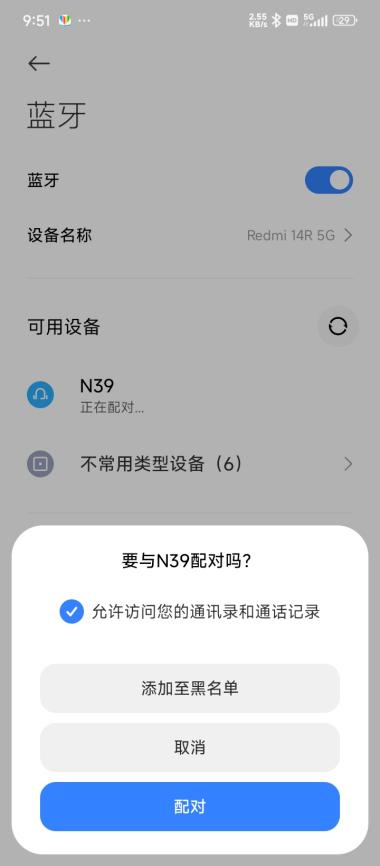 9:51 ··· 2.55 KB/s HD 5G 29
蓝牙
蓝牙
设备名称 Redmi 14R 5G
可用设备
N39
正在配对...
不常用类型设备（6）
要与N39配对吗？
允许访问您的通讯录和通话记录
添加至黑名单
取消
配对